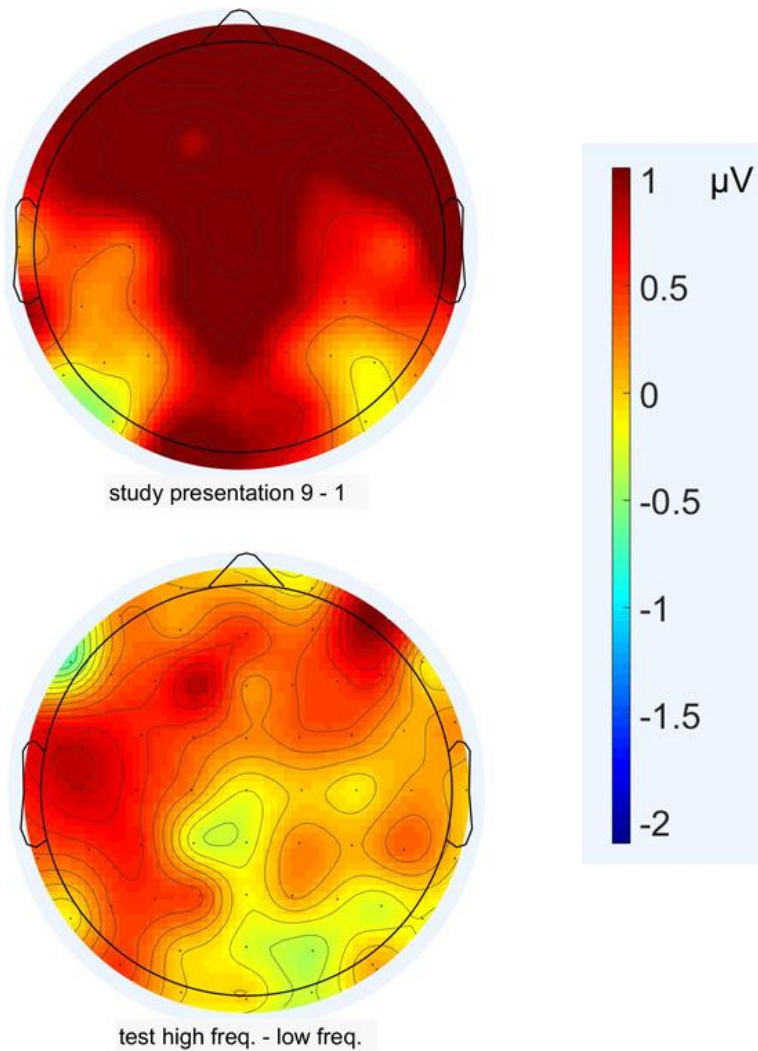 1 µV
0.5
0
-0.5
-1
-1.5
-2
study presentation 9 - 1
test high freq. - low freq.